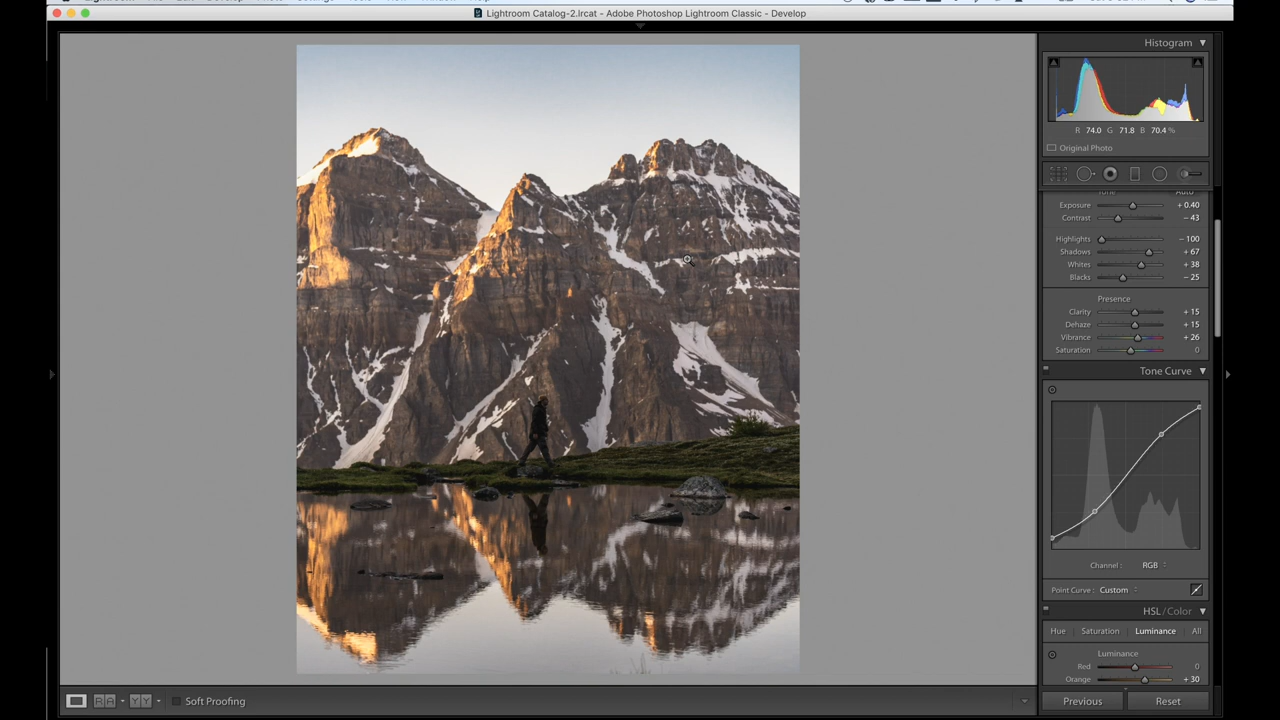 Lightroom Catalog-2.lrcat - Adobe Photoshop Lightroom Classic - Develop
Histogram
R 74.0 G 71.8 B 70.4 %
Original Photo
Tone Auto
Exposure + 0.40
Contrast – 43
Highlights – 100
Shadows + 67
Whites + 38
Blacks – 25
Presence
Clarity + 15
Dehaze + 15
Vibrance + 26
Saturation 0
Tone Curve
Channel : RGB
Point Curve : Custom
HSL / Color
Hue Saturation Luminance All
Luminance
Red 0
Orange + 30
Soft Proofing
Previous Reset